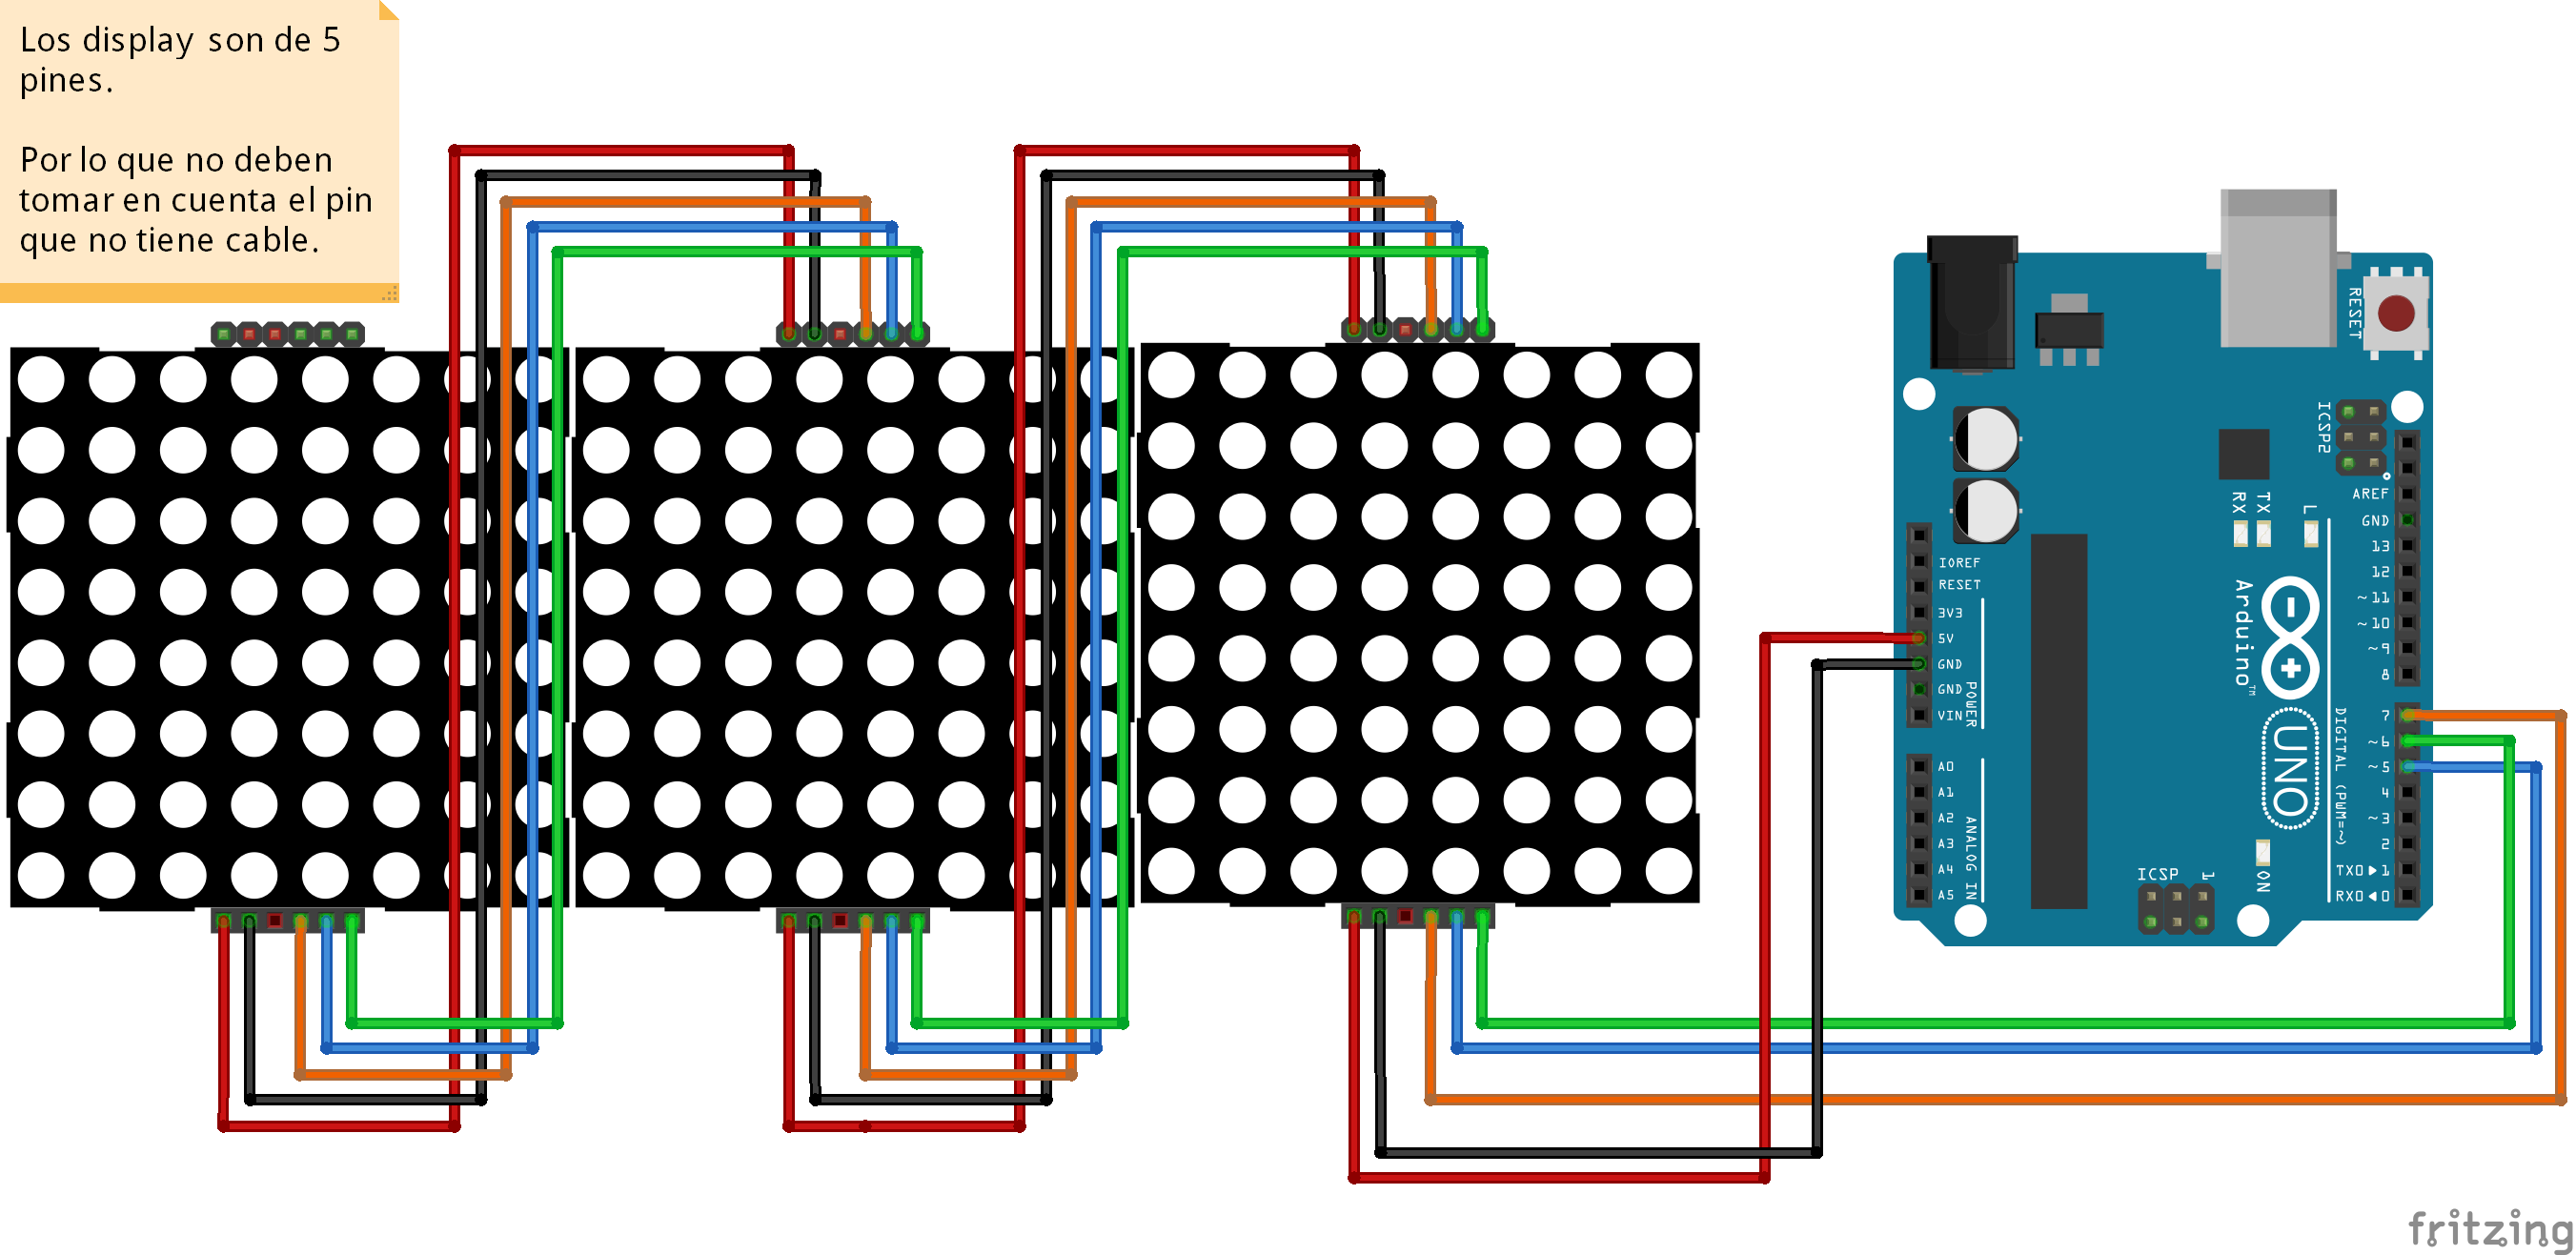 Los display son de 5
pines.
Por lo que no deben
tomar en cuenta el pin
que no tiene cable.
RESET
ICSP2
AREF
GND
13
12
~11
~10
~9
8
7
~6
~5
4
~3
2
TX0▶1
RX0◀0
DIGITAL (PWM=~)
RX
TX
L
Arduino™
UNO
ON
ICSP
1
IOREF
RESET
3V3
5V
GND
GND
VIN
POWER
A0
A1
A2
A3
A4
A5
ANALOG IN
fritzing